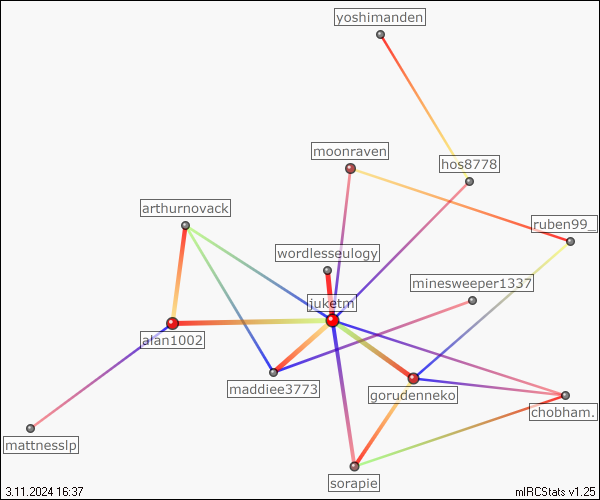 yoshimanden
moonraven
hos8778
arthurnovack
ruben99_
wordlesseulogy
minesweeper1337
juketm
alan1002
maddiee3773
gorudenneko
chobham.
mattnesslp
sorapie
3.11.2024 16:37
mIRCStats v1.25